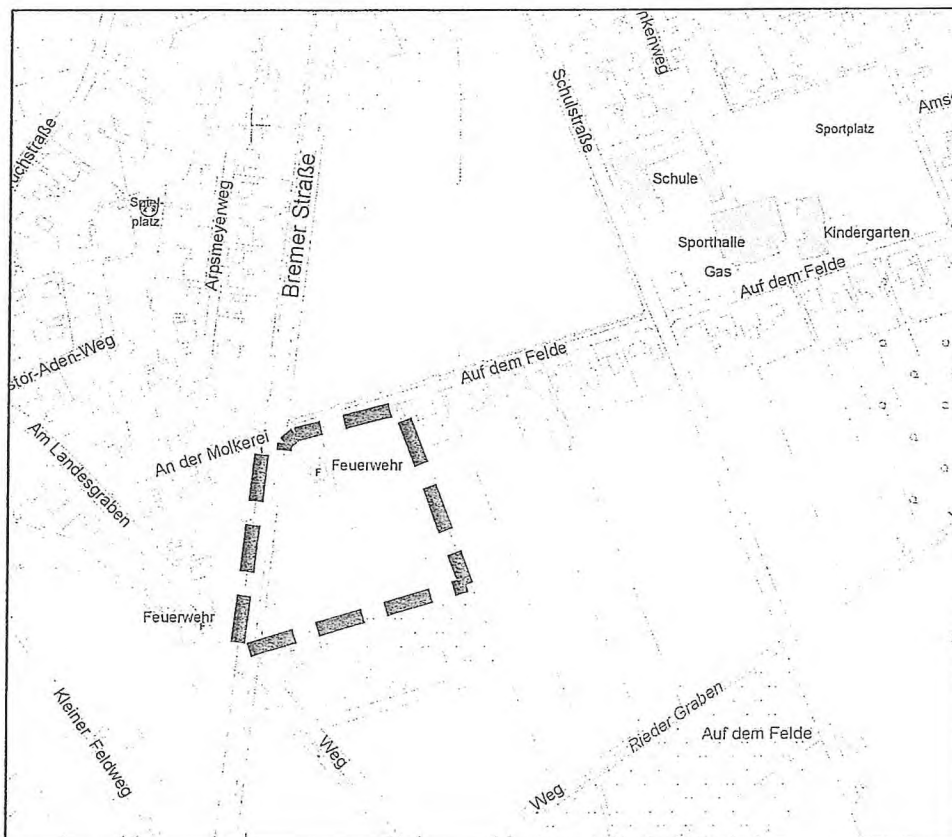 Schulstraße
Sportplatz
Schule
Spiel-
platz
Arpsmeyerweg
Bremer Straße
Sporthalle
Kindergarten
Gas
Auf dem Felde
Auf dem Felde
An der Molkerei
Am Landesgraben
F
Feuerwehr
Feuerwehr
F
Kleiner Feldweg
Weg
Rieder Graben
Auf dem Felde
Weg